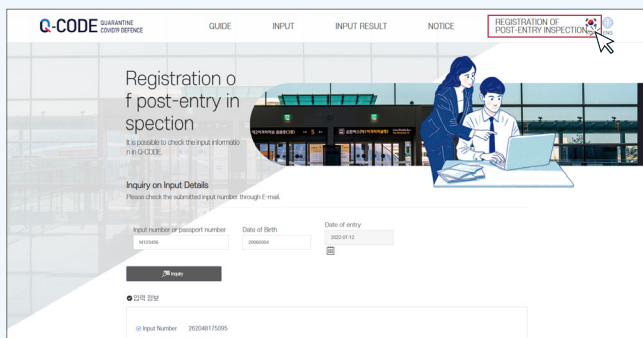 Q-CODE QUARANTINE COVID19 DEFENCE
GUIDE
INPUT
INPUT RESULT
NOTICE
REGISTRATION OF
POST-ENTRY INSPECTION
ENG
Registration o
f post-entry in
spection
It is possible to check the input informatio
n in Q-CODE.
Inquiry on Input Details
Please check the submitted input number through E-mail.
Input number or passport number
Date of Birth
Date of entry
M123456
20060004
2022-07-12
Inquiry
입력 정보
Input Number 26204B175095